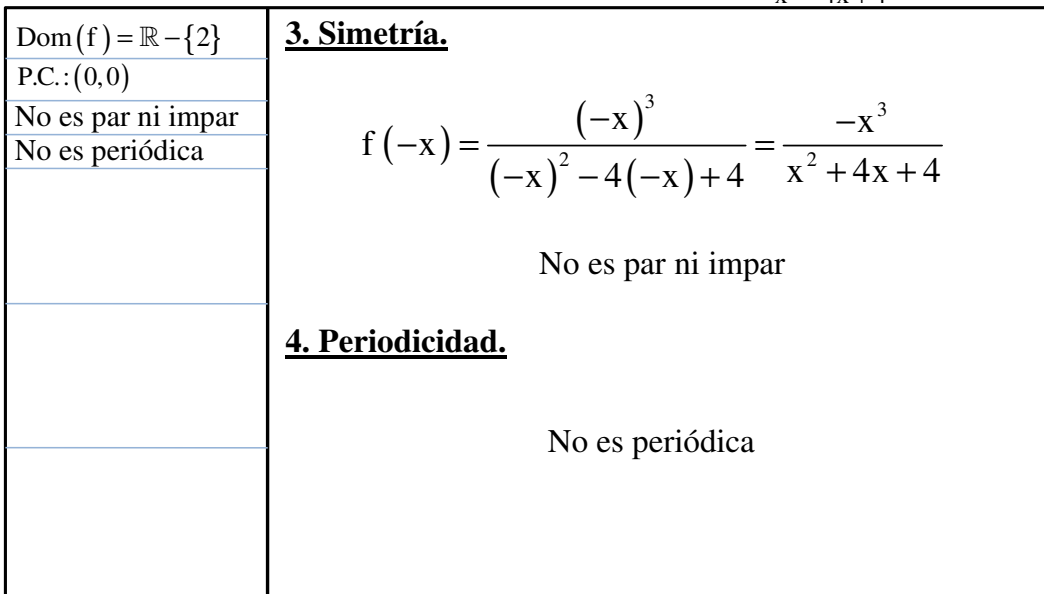 Dom(f) = ℝ − {2}
P.C.: (0,0)
No es par ni impar
No es periódica
3. Simetría.
f(−x) = (−x)³ / ((−x)² − 4(−x) + 4) = −x³ / (x² + 4x + 4)
No es par ni impar
4. Periodicidad.
No es periódica